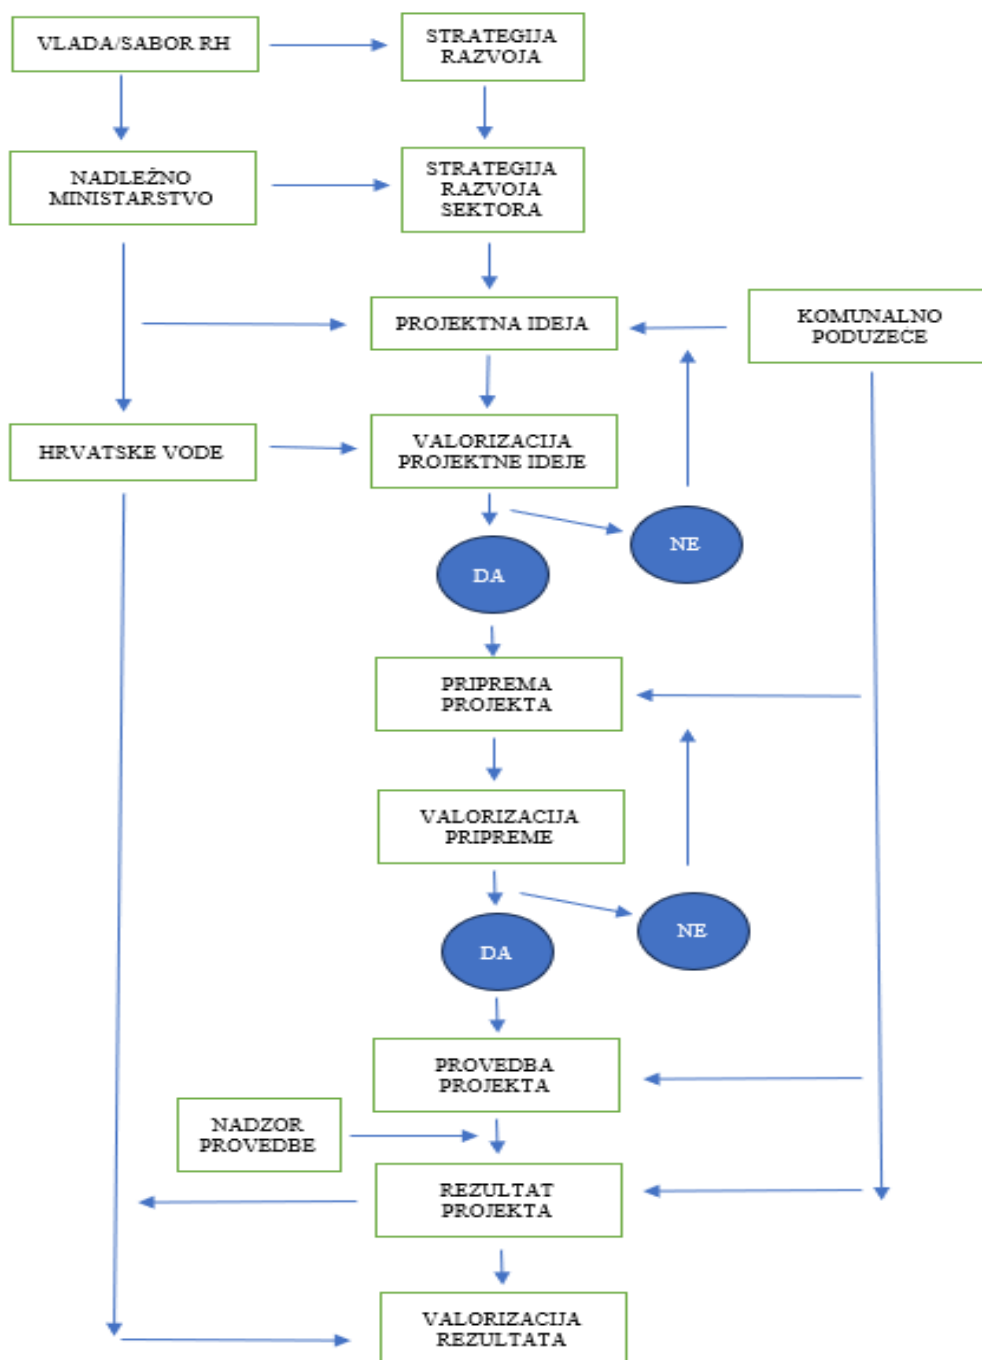 VLADA/SABOR RH
STRATEGIJA
RAZVOJA
NADLEŽNO
MINISTARSTVO
STRATEGIJA
RAZVOJA
SEKTORA
PROJEKTNA IDEJA
KOMUNALNO
PODUZEĆE
HRVATSKE VODE
VALORIZACIJA
PROJEKTNE IDEJE
NE
DA
PRIPREMA
PROJEKTA
VALORIZACIJA
PRIPREME
NE
DA
PROVEDBA
PROJEKTA
NADZOR
PROVEDBE
REZULTAT
PROJEKTA
VALORIZACIJA
REZULTATA